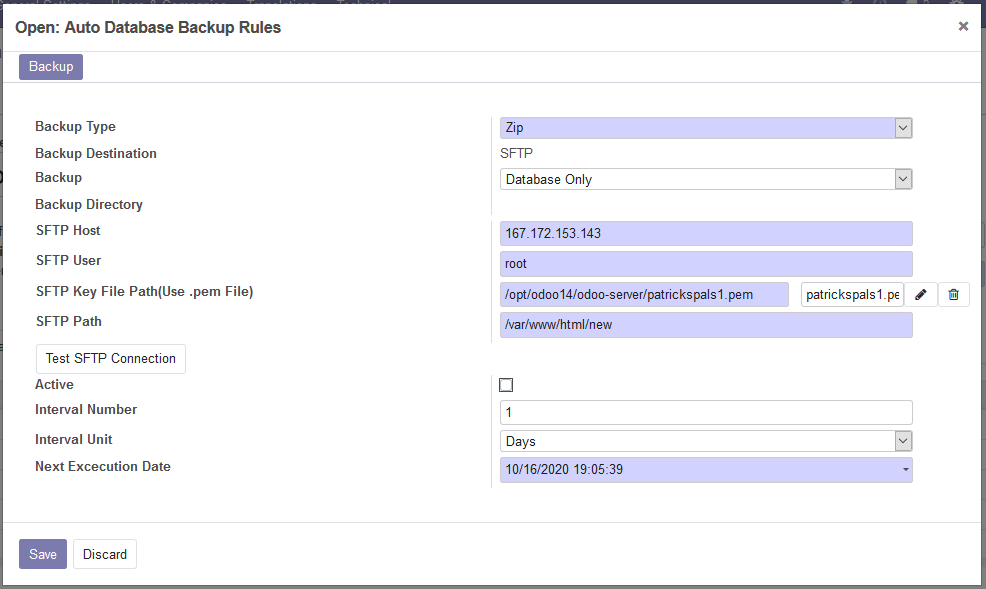 Open: Auto Database Backup Rules
Backup
Backup Type Zip
Backup Destination SFTP
Backup Database Only
Backup Directory
SFTP Host 167.172.153.143
SFTP User root
SFTP Key File Path(Use .pem File) /opt/odoo14/odoo-server/patrickspals1.pem patrickspals1.pe
SFTP Path /var/www/html/new
Test SFTP Connection
Active
Interval Number 1
Interval Unit Days
Next Excecution Date 10/16/2020 19:05:39
Save Discard